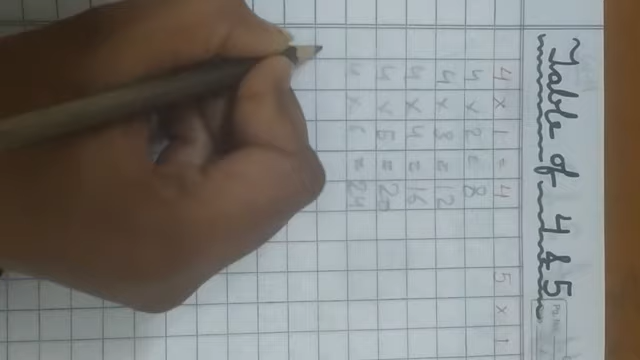 Table of 4 & 5
4 x 1 = 4 5 x 1
4 x 2 = 8
4 x 3 = 12
4 x 4 = 16
4 x 5 = 20
4 x 6 = 24